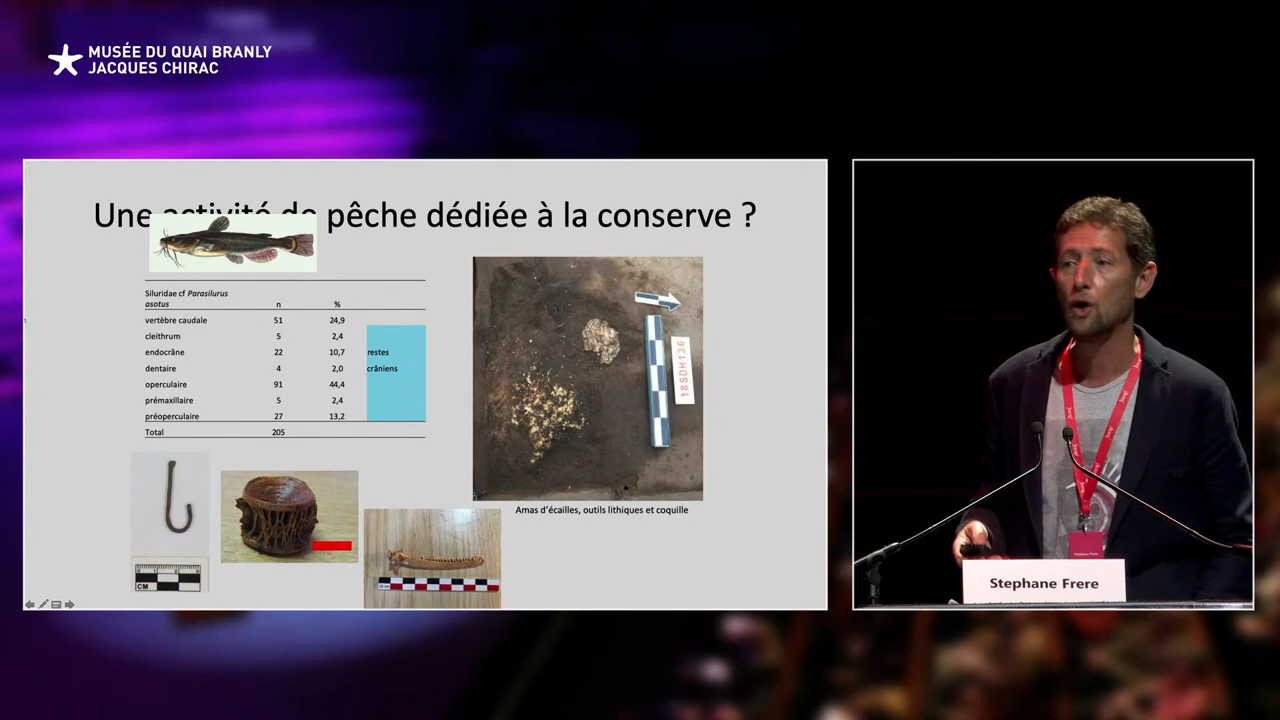 MUSÉE DU QUAI BRANLY
JACQUES CHIRAC
Une activité de pêche dédiée à la conserve ?
Siluridae cf Parasilurus
asotus n %
vertèbre caudale 51 24,9
cleithrum 5 2,4
endocrâne 22 10,7 restes
dentaire 4 2,0 crâniens
operculaire 91 44,4
prémaxillaire 5 2,4
préoperculaire 27 13,2
Total 205
18SDH136
Amas d'écailles, outils lithiques et coquille
CM
Stephane Frere